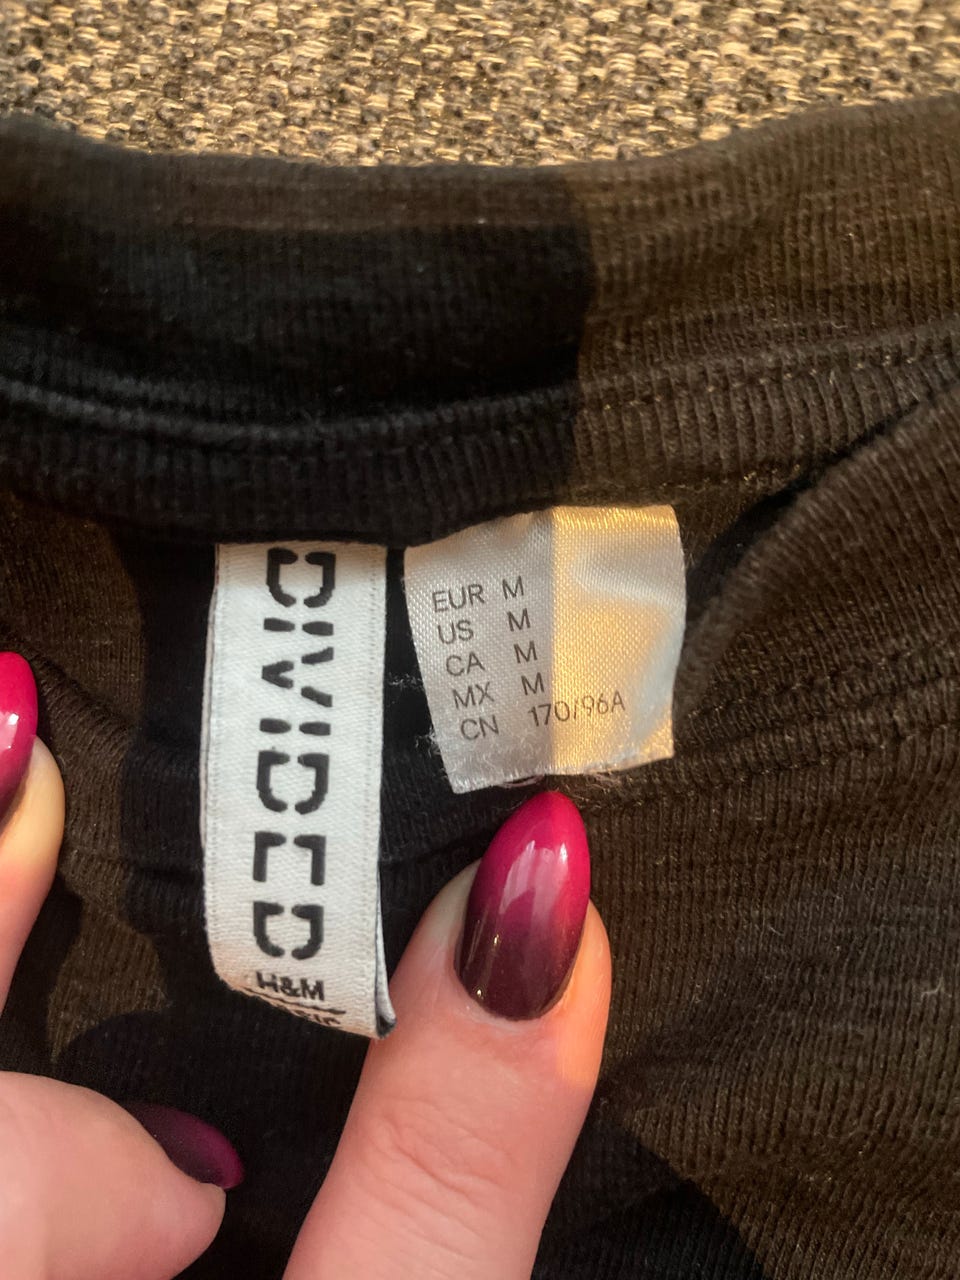 DIVIDED
H&M
EUR M
US M
CA M
MX M
CN 170/96A